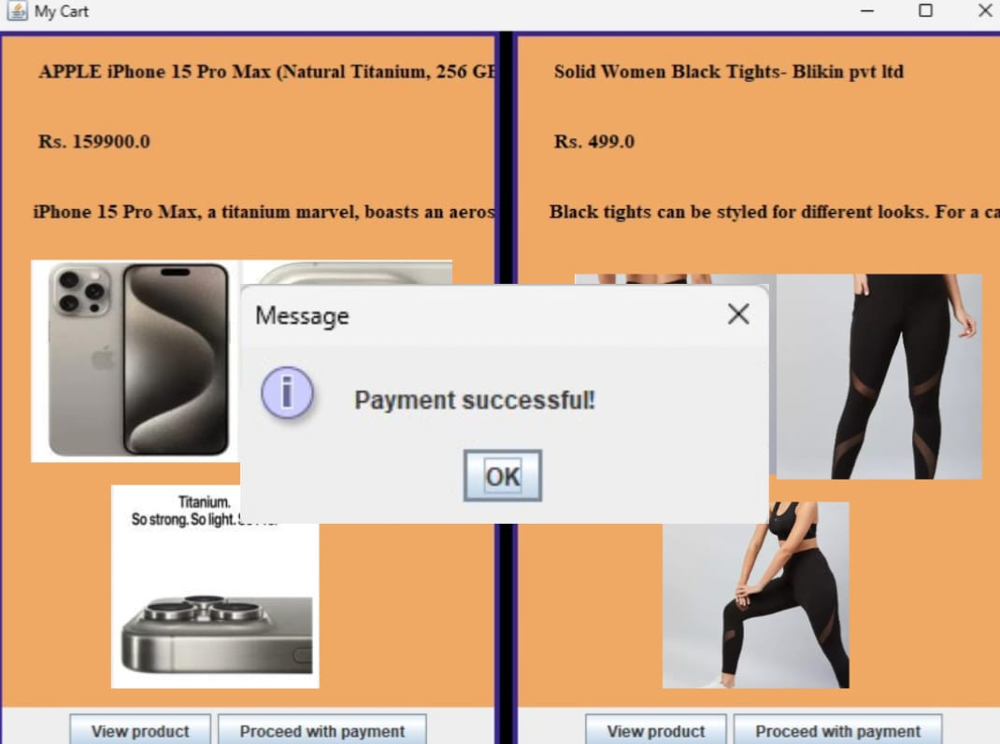 My Cart
APPLE iPhone 15 Pro Max (Natural Titanium, 256 GB
Rs. 159900.0
iPhone 15 Pro Max, a titanium marvel, boasts an aeros
Titanium.
So strong. So light.
Solid Women Black Tights- Blikin pvt ltd
Rs. 499.0
Black tights can be styled for different looks. For a ca
Message
Payment successful!
OK
View product
Proceed with payment
View product
Proceed with payment